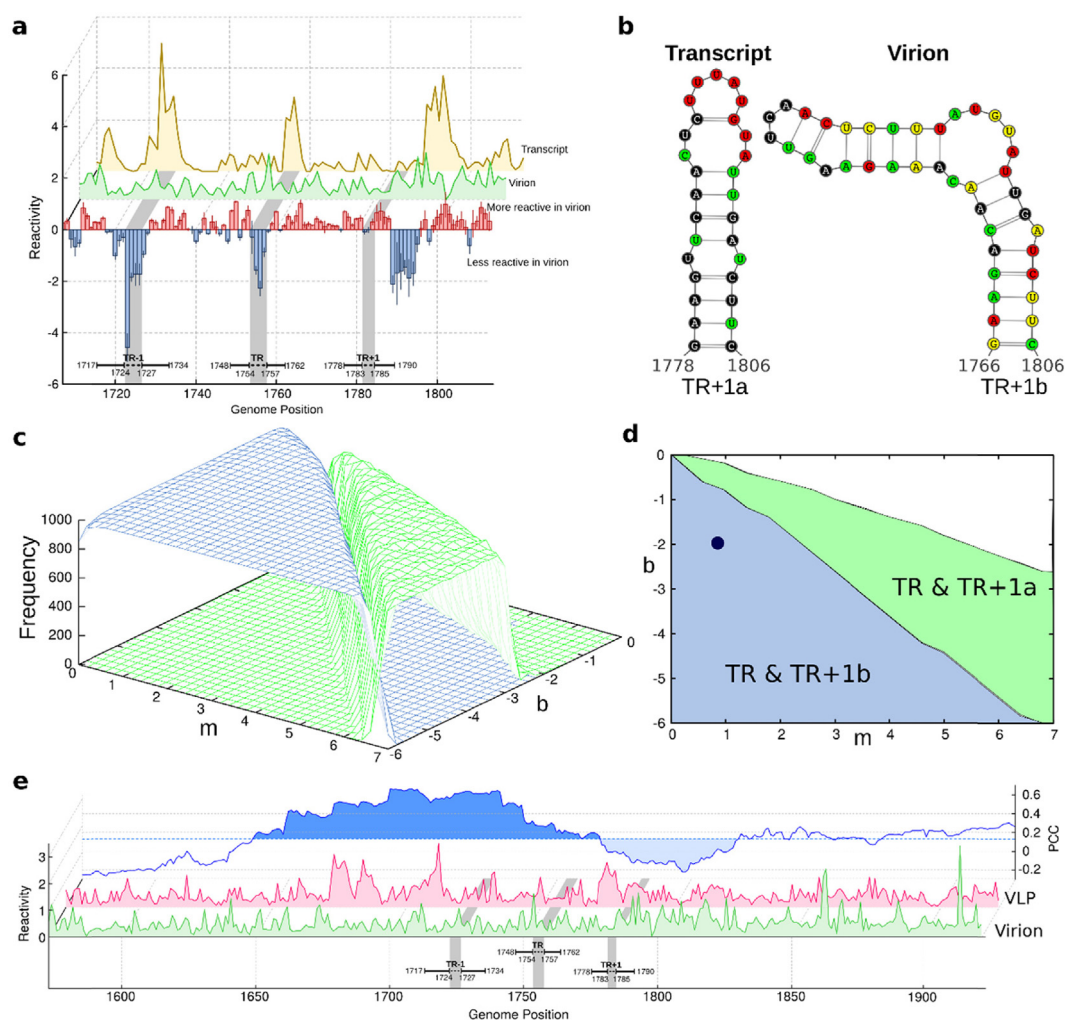 a
6
4
2
0
-2
-4
-6
Reactivity
Transcript
Virion
More reactive in virion
Less reactive in virion
TR-1
1717 1734
1724 1727
TR
1748 1762
1754 1757
TR+1
1778 1790
1783 1785
1720 1740 1760 1780 1800
Genome Position
b
Transcript Virion
1778 1806
TR+1a
1766 1806
TR+1b
c
1000
800
600
400
200
0
Frequency
0 1 2 3 4 5 6 7
m
-6 -5 -4 -3 -2 -1 0
b
d
0
-1
-2
-3
-4
-5
-6
b
TR & TR+1a
TR & TR+1b
0 1 2 3 4 5 6 7
m
e
0.6
0.4
0.2
0
-0.2
PCC
3
2
1
0
Reactivity
VLP
Virion
TR
1748 1762
1754 1757
TR-1
1717 1734
1724 1727
TR+1
1778 1790
1783 1786
1600 1650 1700 1750 1800 1850 1900
Genome Position